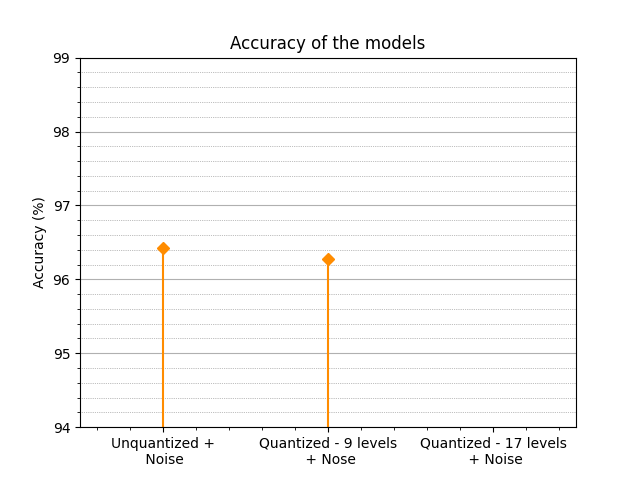 Accuracy of the models
99
98
97
96
95
94
Accuracy (%)
Unquantized +
Noise
Quantized - 9 levels
+ Nose
Quantized - 17 levels
+ Noise